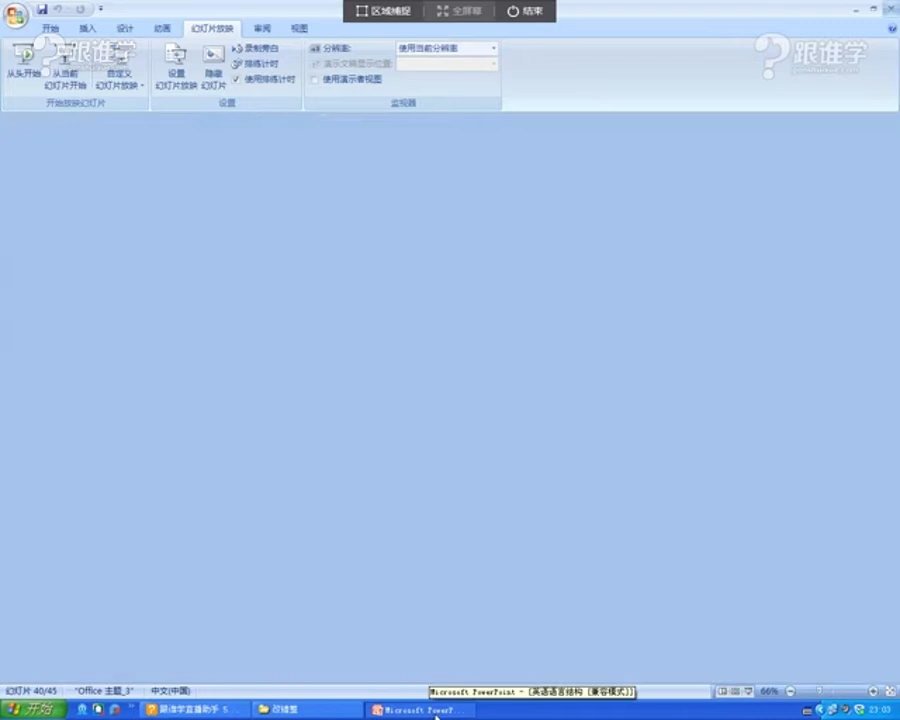 区域捕捉 全屏幕 结束
开始 插入 设计 动画 幻灯片放映 审阅 视图
跟谁学
跟谁学
从头开始 从当前幻灯片开始 自定义幻灯片放映
设置幻灯片放映 隐藏幻灯片
录制旁白
排练计时
使用排练计时
分辨率: 使用当前分辨率
演示文稿显示位置:
使用演示者视图
开始放映幻灯片 设置 监视器
幻灯片 40/45 "Office 主题_3" 中文(中国)
Microsoft PowerPoint - [英语语言结构 [兼容模式]]
66%
开始 跟谁学直播助手 5... 改错整 Microsoft PowerP...
23:03